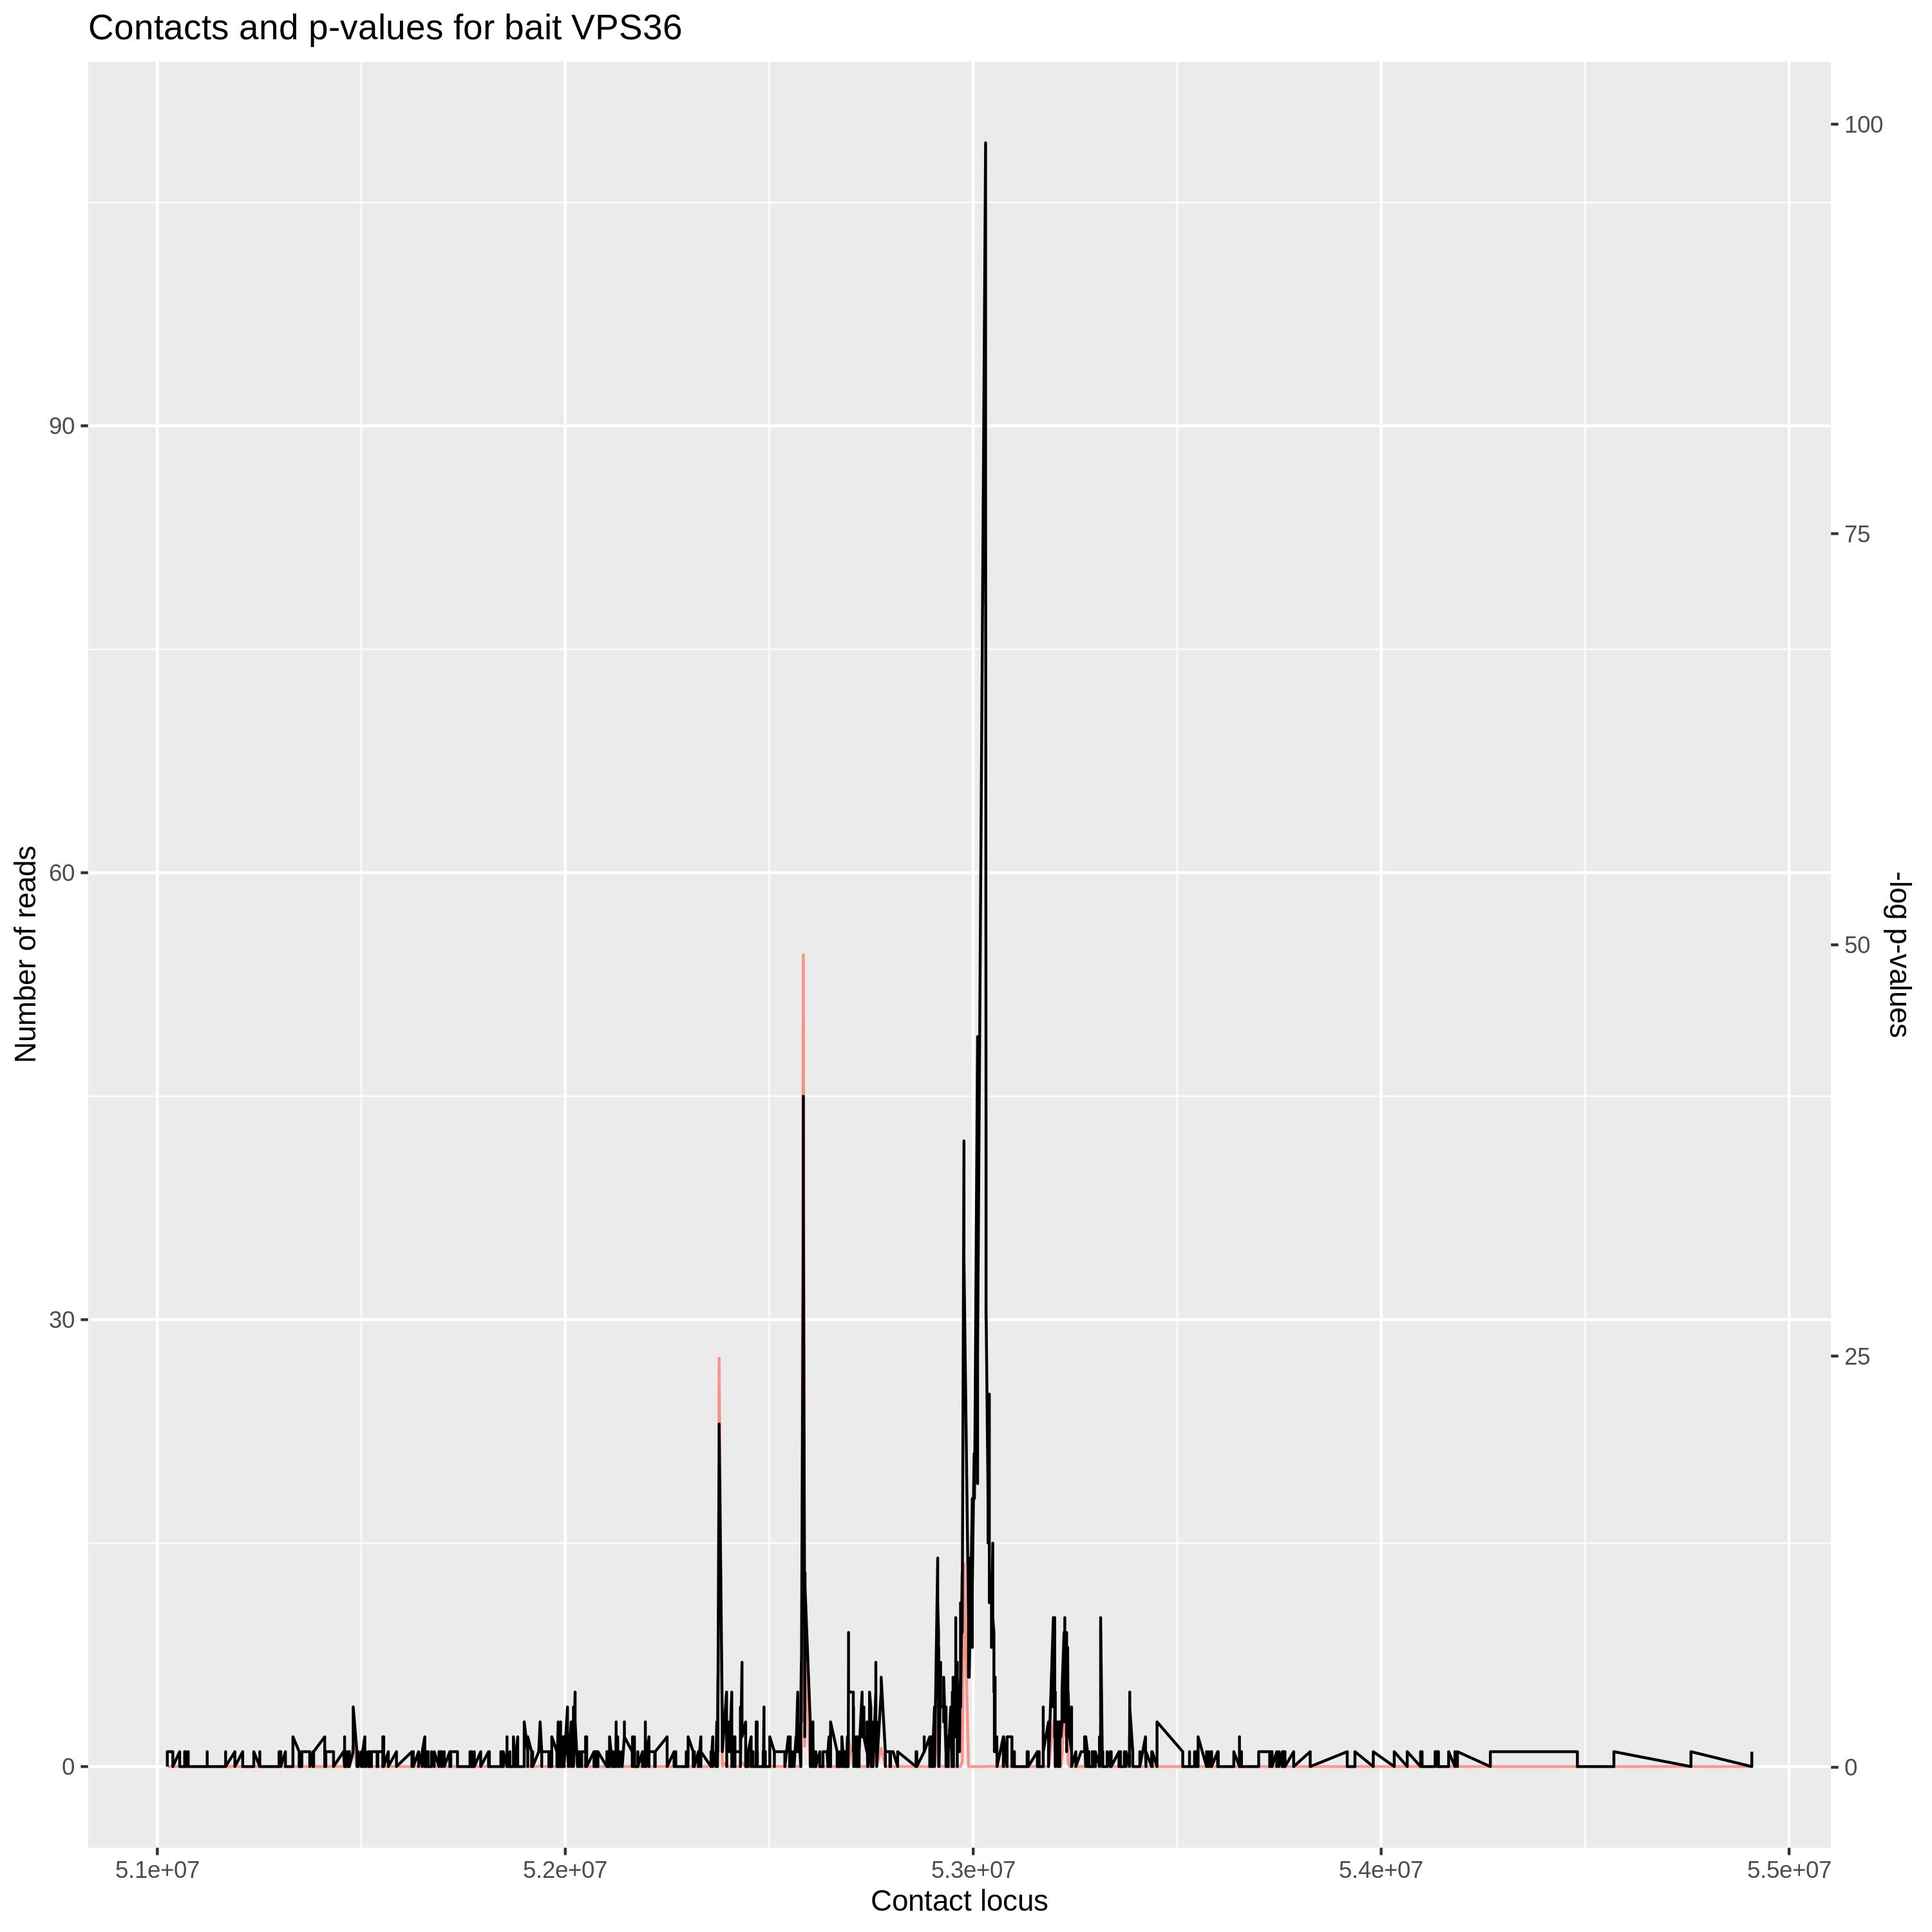 Contacts and p-values for bait VPS36
100
90
75
60
50
30
25
0
0
Number of reads
-log p-values
5.1e+07 5.2e+07 5.3e+07 5.4e+07 5.5e+07
Contact locus